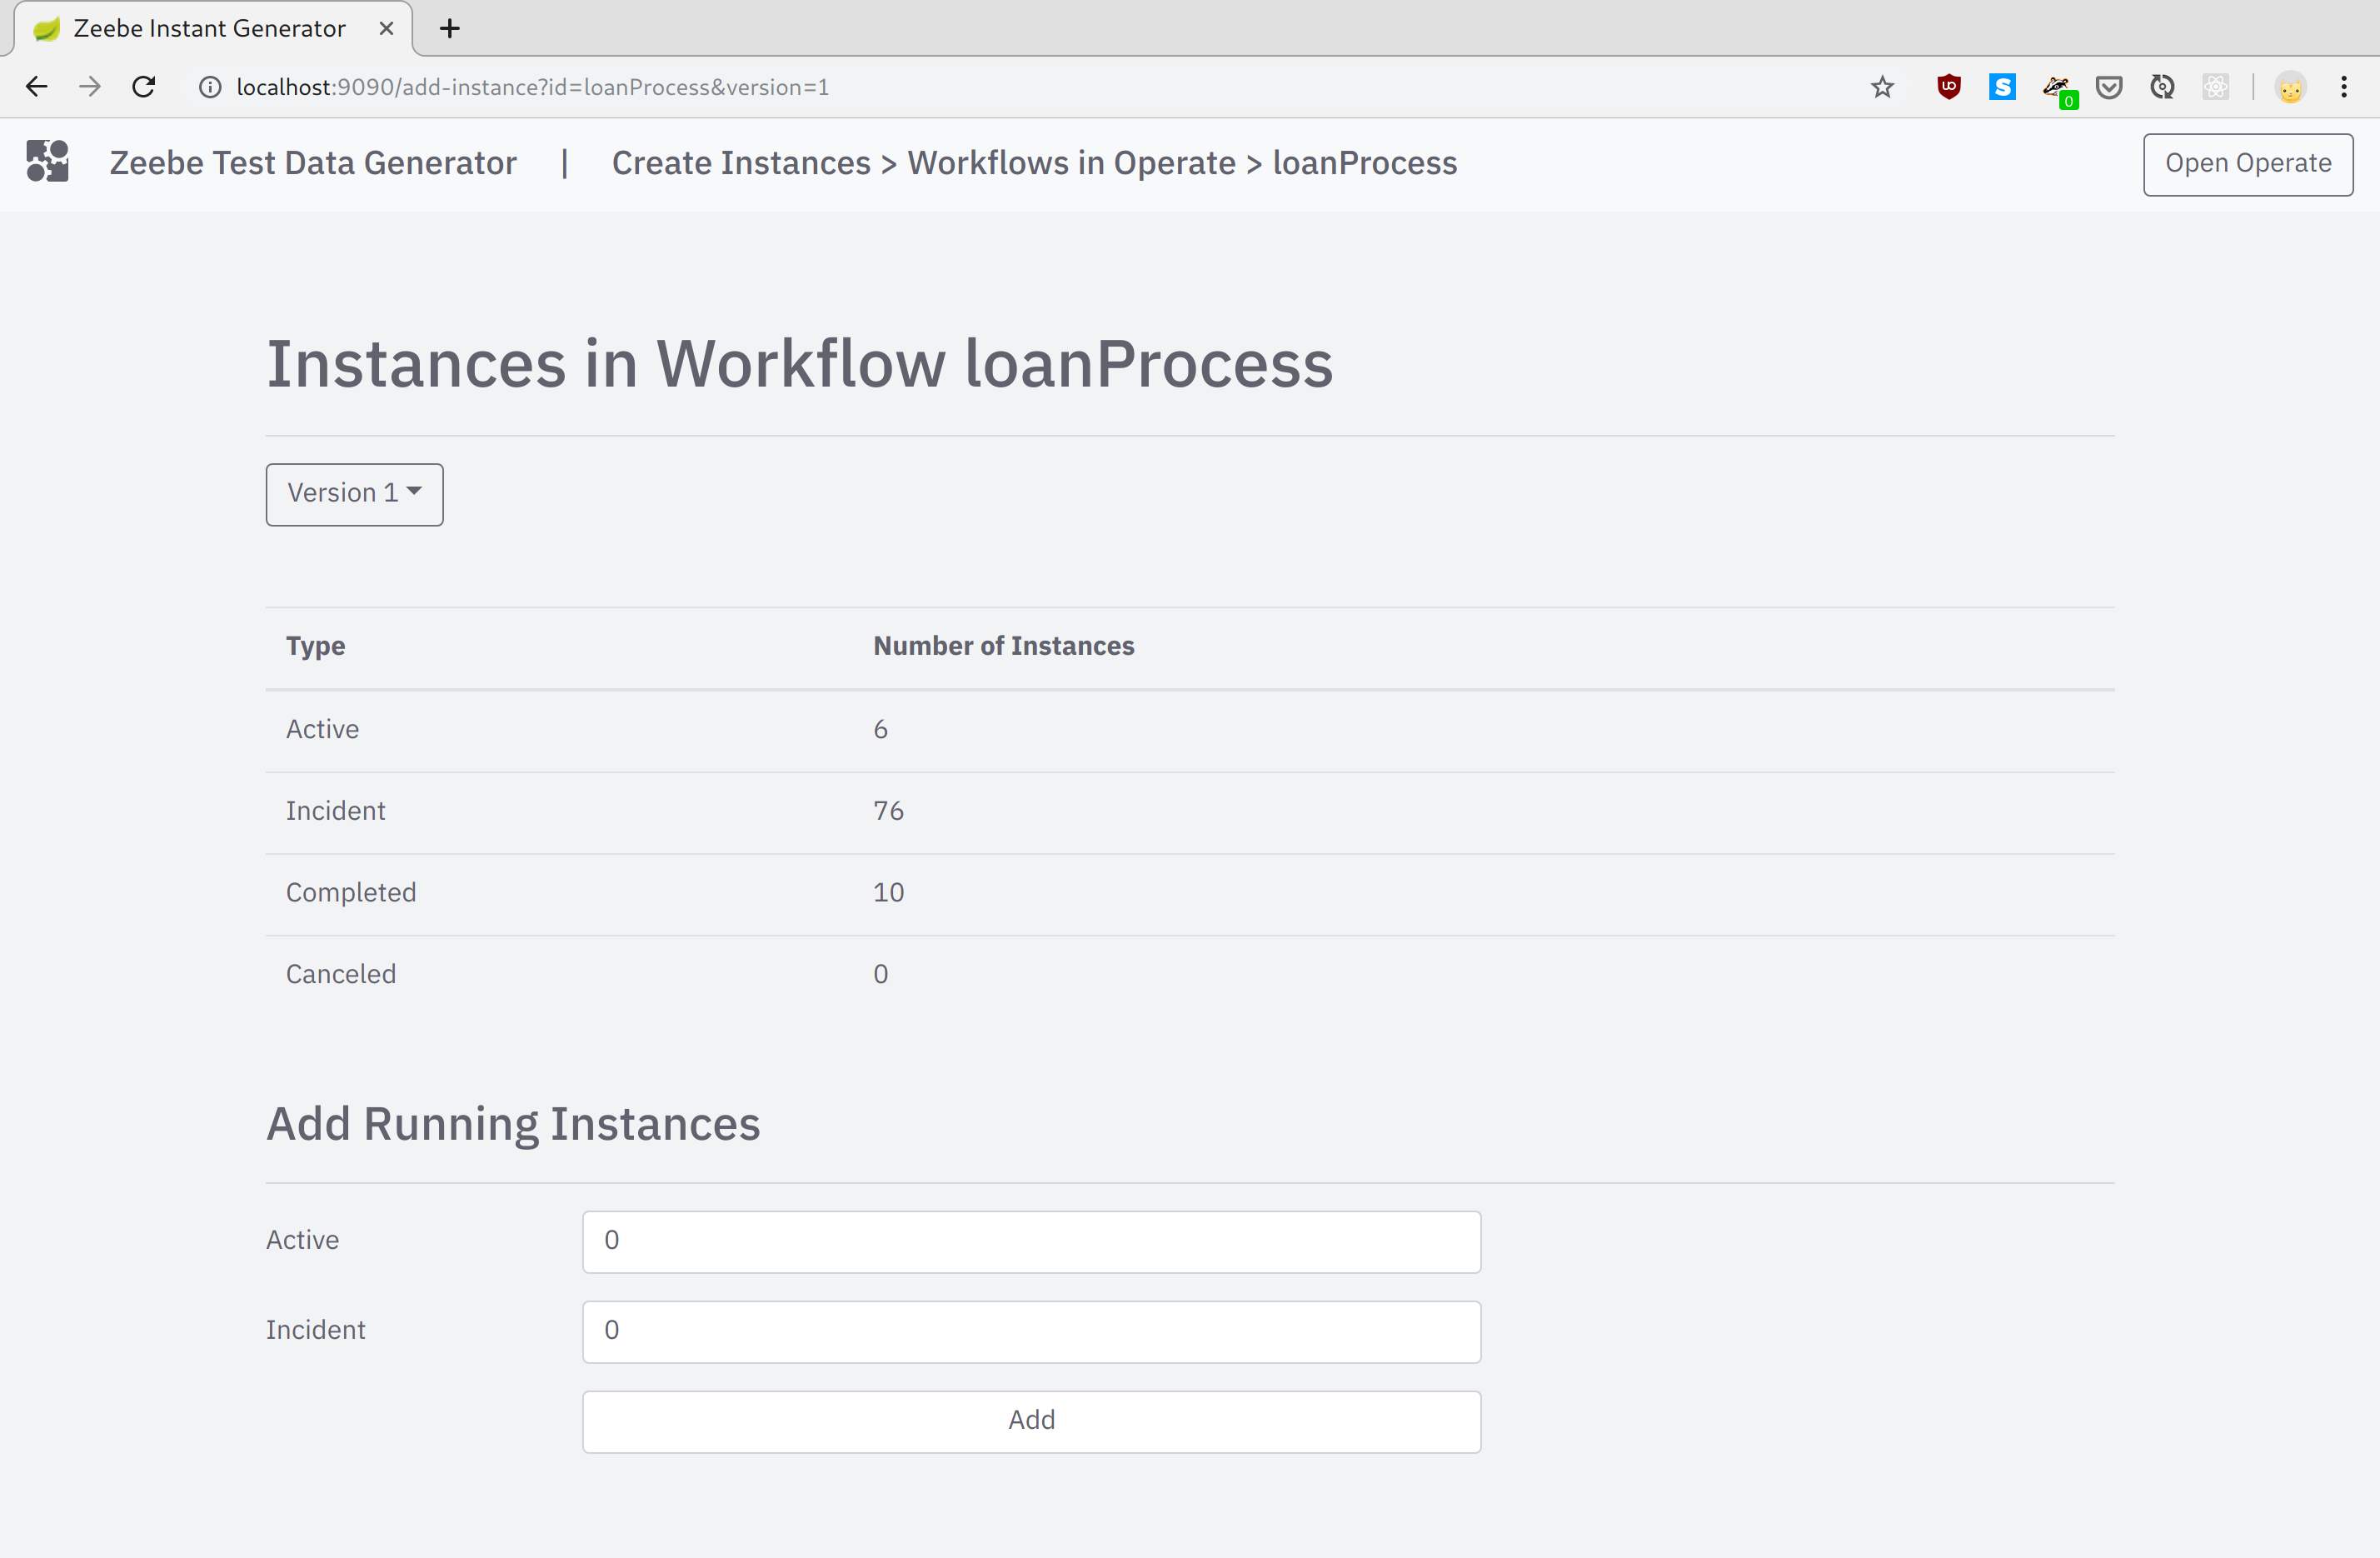 Zeebe Instant Generator
localhost:9090/add-instance?id=loanProcess&version=1
uo
S
0
Zeebe Test Data Generator | Create Instances > Workflows in Operate > loanProcess
Open Operate
Instances in Workflow loanProcess
Version 1
Type Number of Instances
Active 6
Incident 76
Completed 10
Canceled 0
Add Running Instances
Active 0
Incident 0
Add